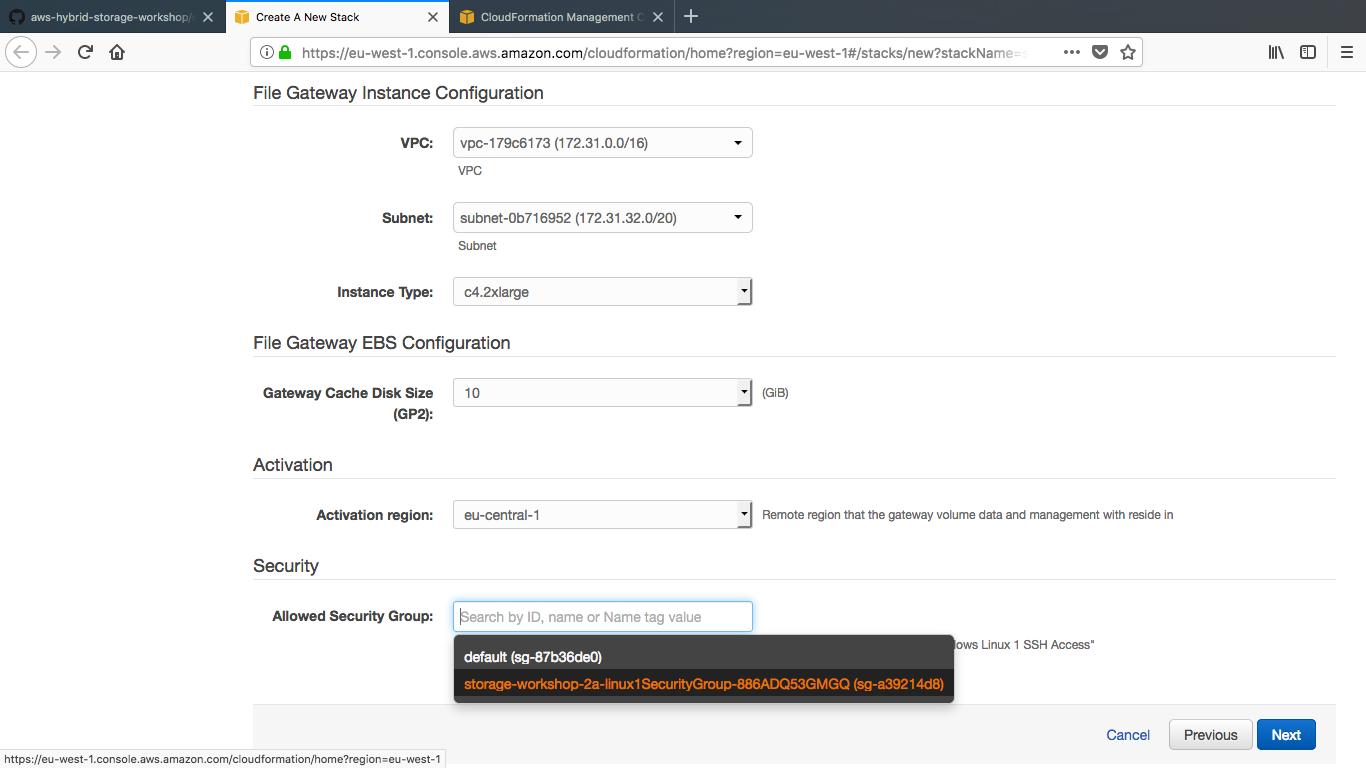 aws-hybrid-storage-workshop/
Create A New Stack
CloudFormation Management C
https://eu-west-1.console.aws.amazon.com/cloudformation/home?region=eu-west-1#/stacks/new?stackName=s
File Gateway Instance Configuration
VPC:
vpc-179c6173 (172.31.0.0/16)
VPC
Subnet:
subnet-0b716952 (172.31.32.0/20)
Subnet
Instance Type:
c4.2xlarge
File Gateway EBS Configuration
Gateway Cache Disk Size
(GP2):
10
(GiB)
Activation
Activation region:
eu-central-1
Remote region that the gateway volume data and management with reside in
Security
Allowed Security Group:
Search by ID, name or Name tag value
lows Linux 1 SSH Access"
default (sg-87b36de0)
storage-workshop-2a-linux1SecurityGroup-886ADQ53GMGQ (sg-a39214d8)
Cancel
Previous
Next
https://eu-west-1.console.aws.amazon.com/cloudformation/home?region=eu-west-1